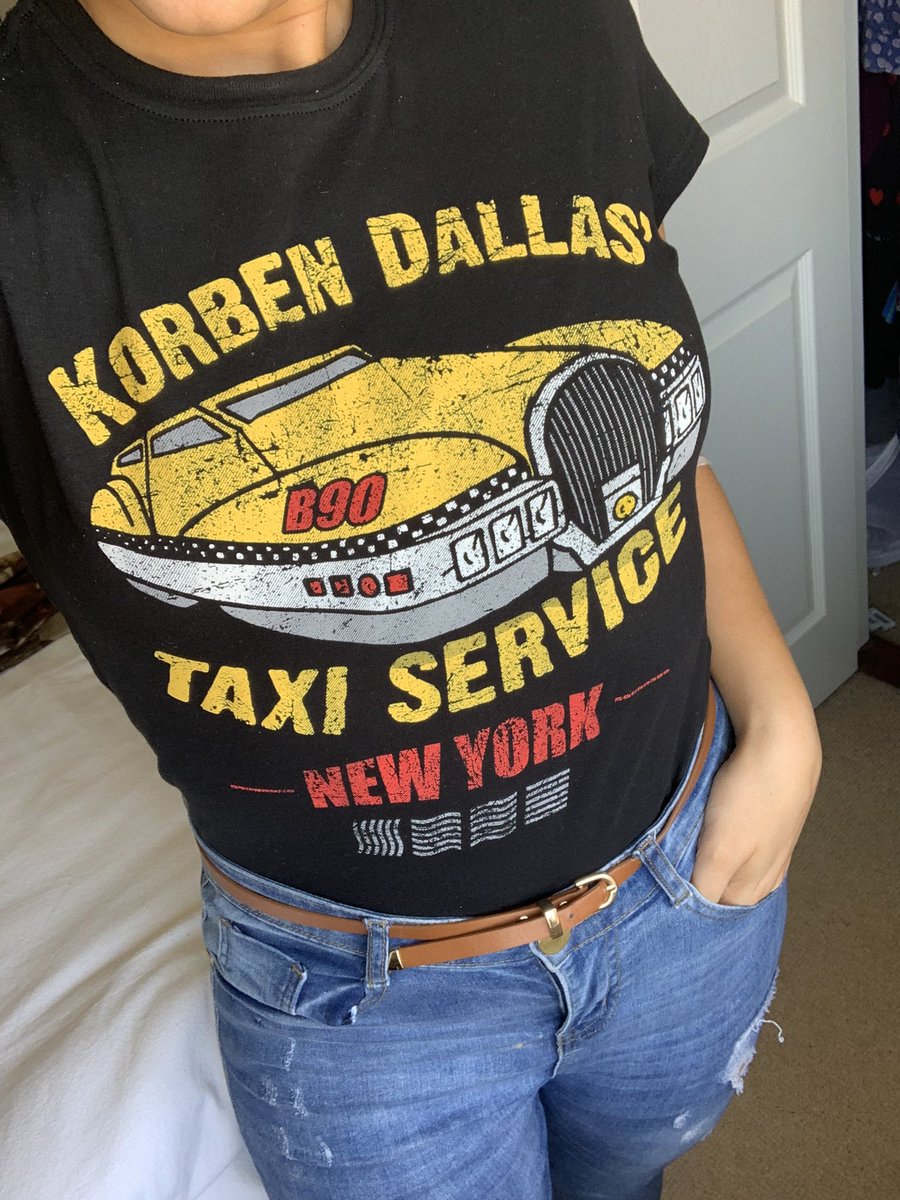 KORBEN DALLAS'
B90
TAXI SERVICE
NEW YORK